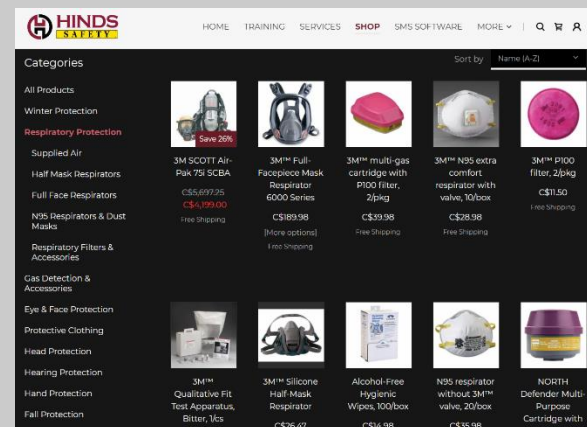 HINDS
SAFETY
HOME TRAINING SERVICES SHOP SMS SOFTWARE MORE
Categories
Sort by Name (A-Z)
All Products
Winter Protection
Respiratory Protection
Supplied Air
Half Mask Respirators
Full Face Respirators
N95 Respirators & Dust
Masks
Respiratory Filters &
Accessories
Gas Detection &
Accessories
Eye & Face Protection
Protective Clothing
Head Protection
Hearing Protection
Hand Protection
Fall Protection
Save 26%
3M SCOTT Air-
Pak 75i SCBA
C$5,697.25
C$4,199.00
Free Shipping
3M™ Full-
Facepiece Mask
Respirator
6000 Series
C$189.98
[More options]
Free Shipping
3M™ multi-gas
cartridge with
P100 filter,
2/pkg
C$39.98
Free Shipping
3M™ N95 extra
comfort
respirator with
valve, 10/box
C$28.98
Free Shipping
3M™ P100
filter, 2/pkg
C$11.50
Free Shipping
3M™
Qualitative Fit
Test Apparatus,
Bitter, 1/cs
3M™ Silicone
Half-Mask
Respirator
C$26.47
Alcohol-Free
Hygienic
Wipes, 100/box
C$14.98
N95 respirator
without 3M™
valve, 20/box
C$35.98
NORTH
Defender Multi-
Purpose
Cartridge with